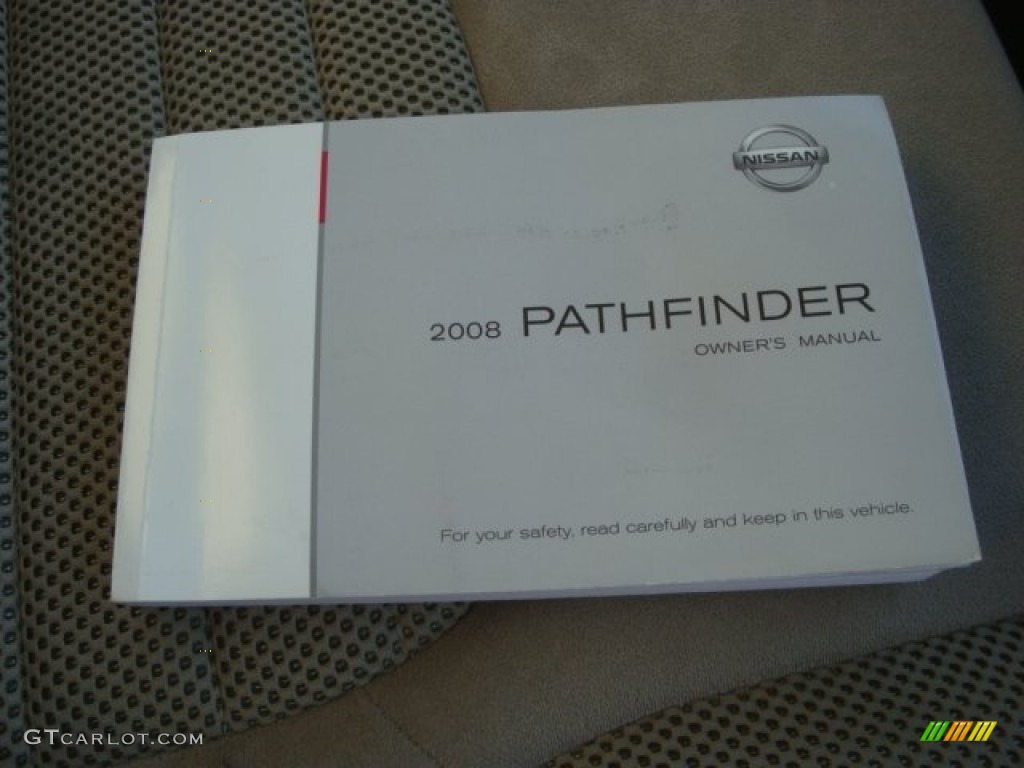 NISSAN
2008 PATHFINDER
OWNER'S MANUAL
For your safety, read carefully and keep in this vehicle.
GTCARLOT.COM